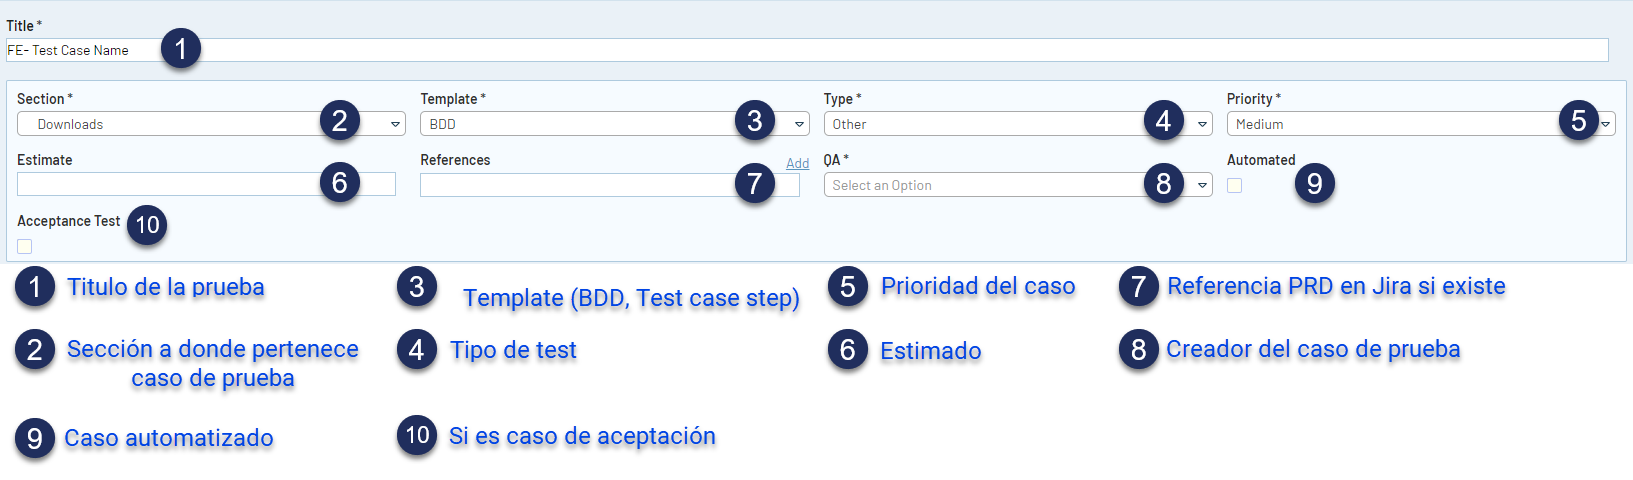 Title *
FE- Test Case Name 1
Section * Template * Type * Priority *
Downloads 2 BDD 3 Other 4 Medium 5
Estimate References Add QA * Automated
6 7 Select an Option 8 9
Acceptance Test 10
1 Titulo de la prueba
3 Template (BDD, Test case step)
5 Prioridad del caso
7 Referencia PRD en Jira si existe
2 Sección a donde pertenece
caso de prueba
4 Tipo de test
6 Estimado
8 Creador del caso de prueba
9 Caso automatizado
10 Si es caso de aceptación